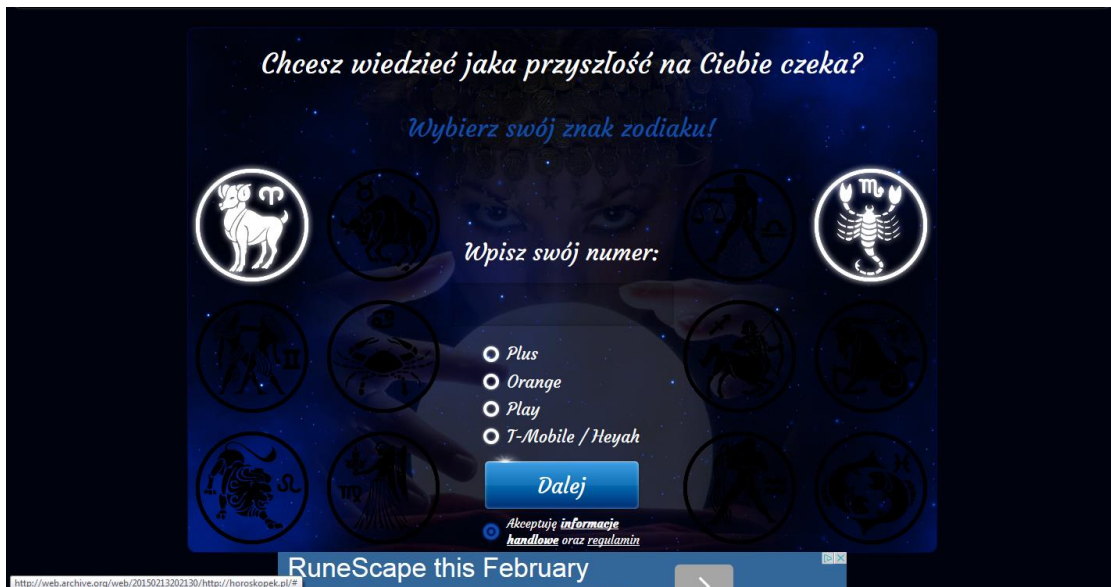 Chcesz wiedzieć jaka przyszłość na Ciebie czeka?
Wybierz swój znak zodiaku!
Wpisz swój numer:
Plus
Orange
Play
T-Mobile / Heyah
Dalej
Akceptuję informacje
handlowe oraz regulamin
RuneScape this February
http://web.archive.org/web/20150213202130/http://horoskopek.pl/#